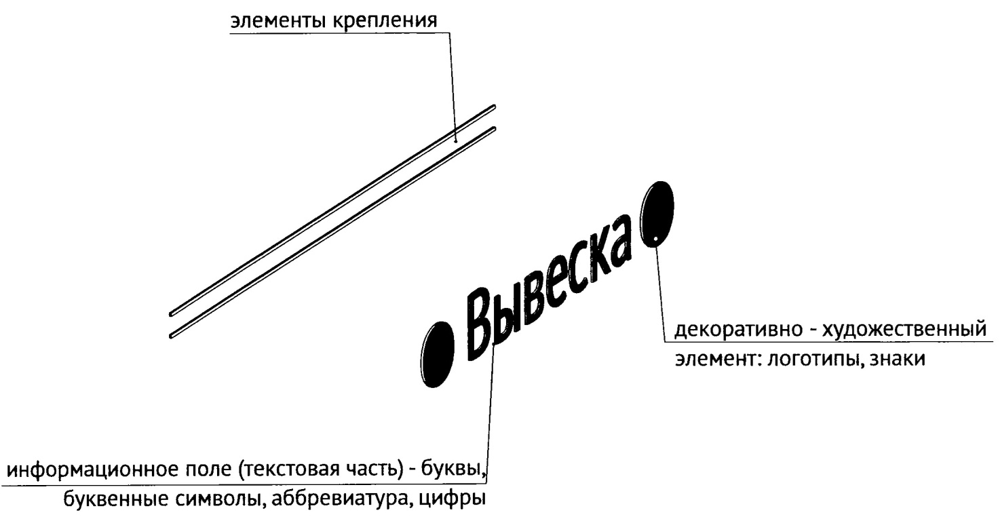 элементы крепления
Вывеска
декоративно - художественный
элемент: логотипы, знаки
информационное поле (текстовая часть) - буквы,
буквенные символы, аббревиатура, цифры